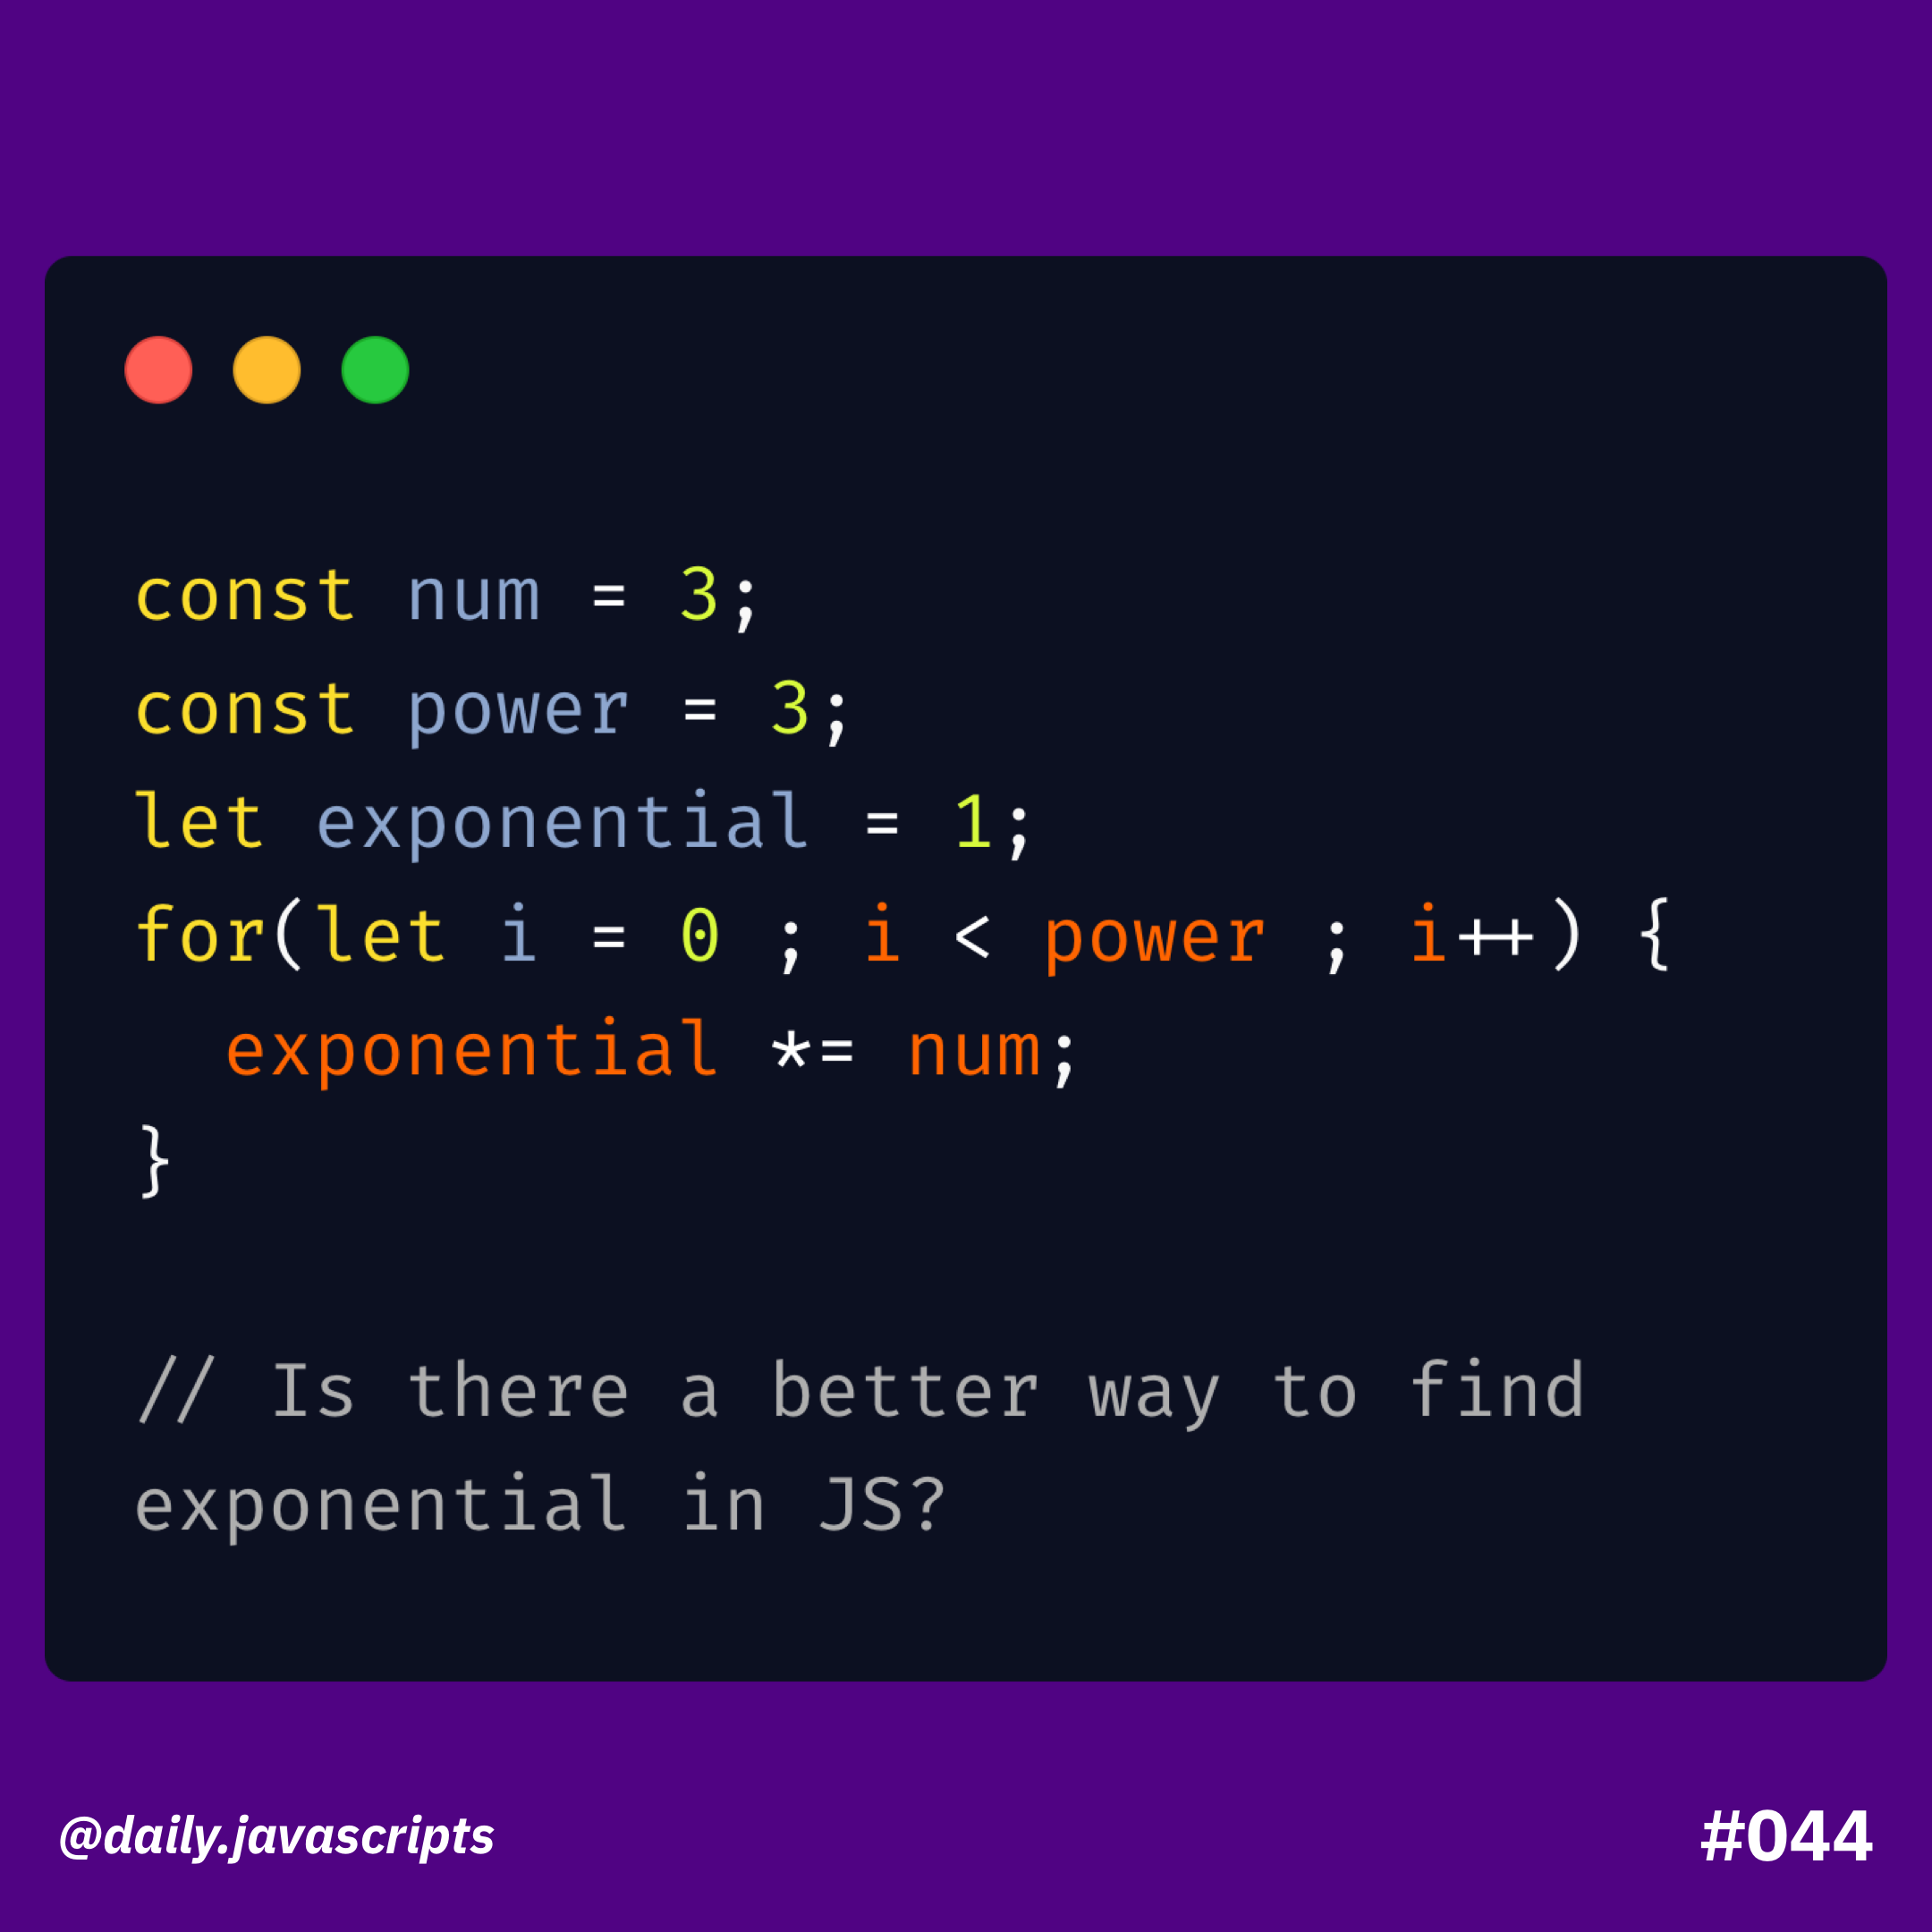 const num = 3;
const power = 3;
let exponential = 1;
for(let i = 0 ; i < power ; i++) {
  exponential *= num;
}
// Is there a better way to find
exponential in JS?
@daily.javascripts
#044